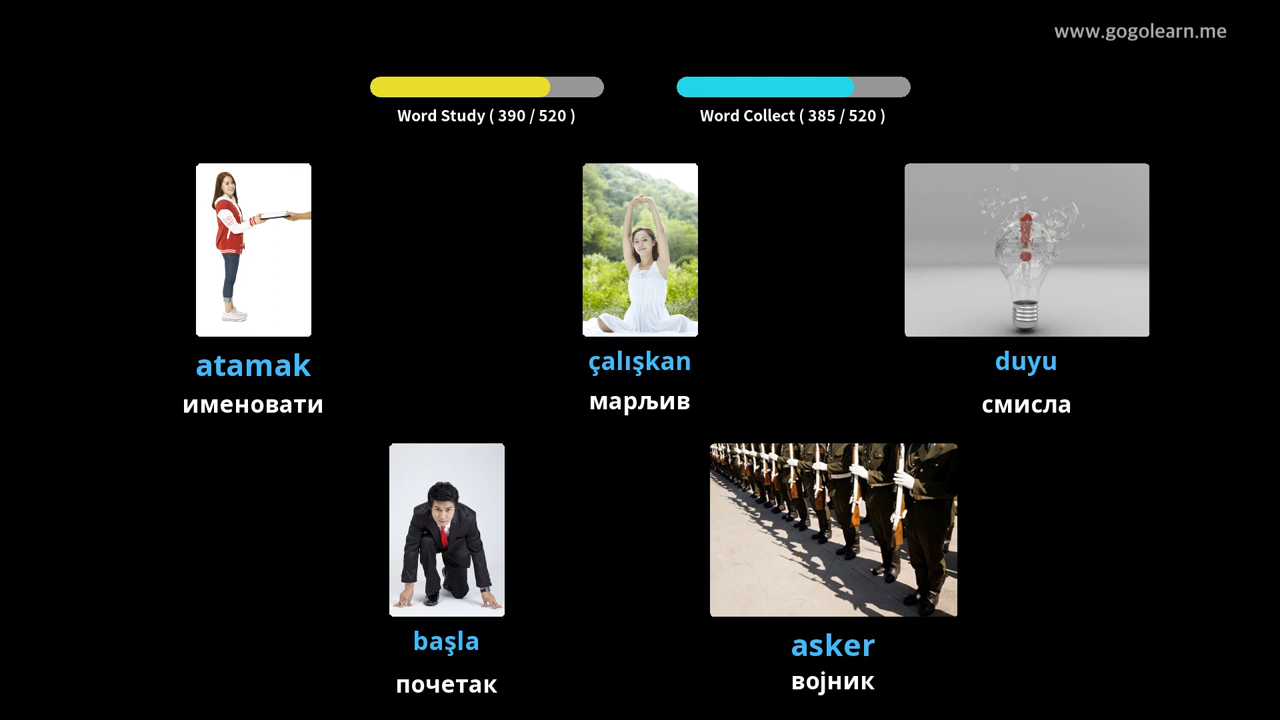 www.gogolearn.me
Word Study ( 390 / 520 )
Word Collect ( 385 / 520 )
atamak
именовати
çalışkan
марљив
duyu
смисла
başla
почетак
asker
војник